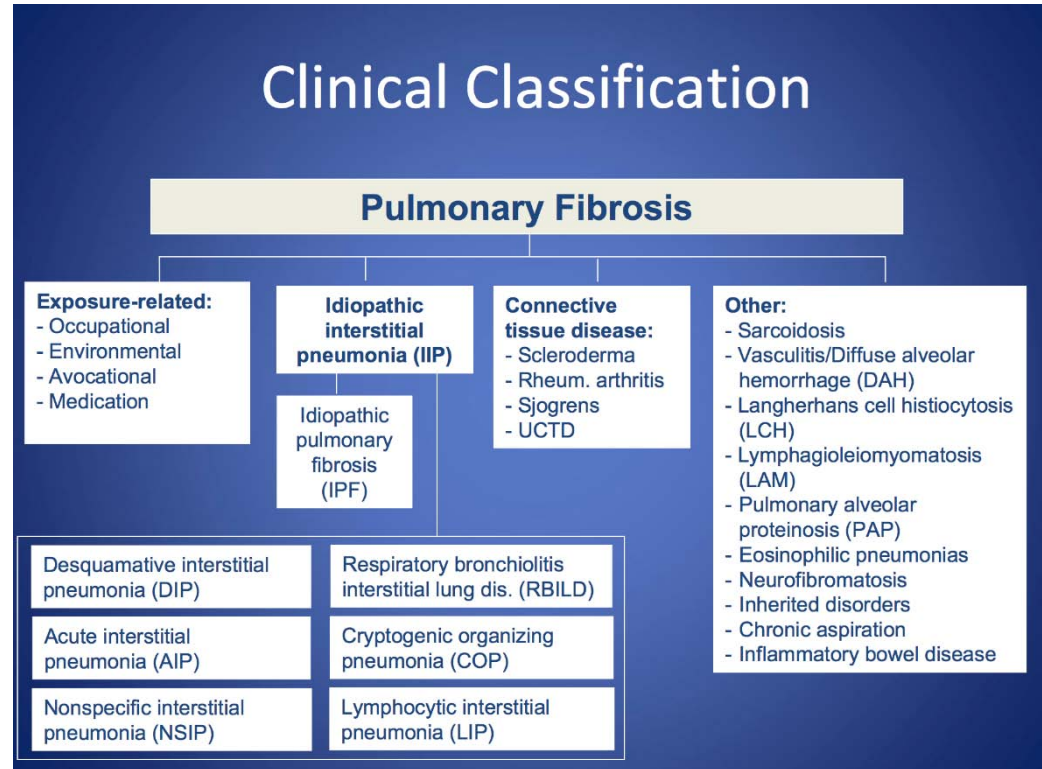 Clinical Classification
Pulmonary Fibrosis
Exposure-related:
- Occupational
- Environmental
- Avocational
- Medication
Idiopathic
interstitial
pneumonia (IIP)
Idiopathic
pulmonary
fibrosis
(IPF)
Connective
tissue disease:
- Scleroderma
- Rheum. arthritis
- Sjogrens
- UCTD
Other:
- Sarcoidosis
- Vasculitis/Diffuse alveolar
hemorrhage (DAH)
- Langherhans cell histiocytosis
(LCH)
- Lymphagioleiomyomatosis
(LAM)
- Pulmonary alveolar
proteinosis (PAP)
- Eosinophilic pneumonias
- Neurofibromatosis
- Inherited disorders
- Chronic aspiration
- Inflammatory bowel disease
Desquamative interstitial
pneumonia (DIP)
Respiratory bronchiolitis
interstitial lung dis. (RBILD)
Acute interstitial
pneumonia (AIP)
Cryptogenic organizing
pneumonia (COP)
Nonspecific interstitial
pneumonia (NSIP)
Lymphocytic interstitial
pneumonia (LIP)